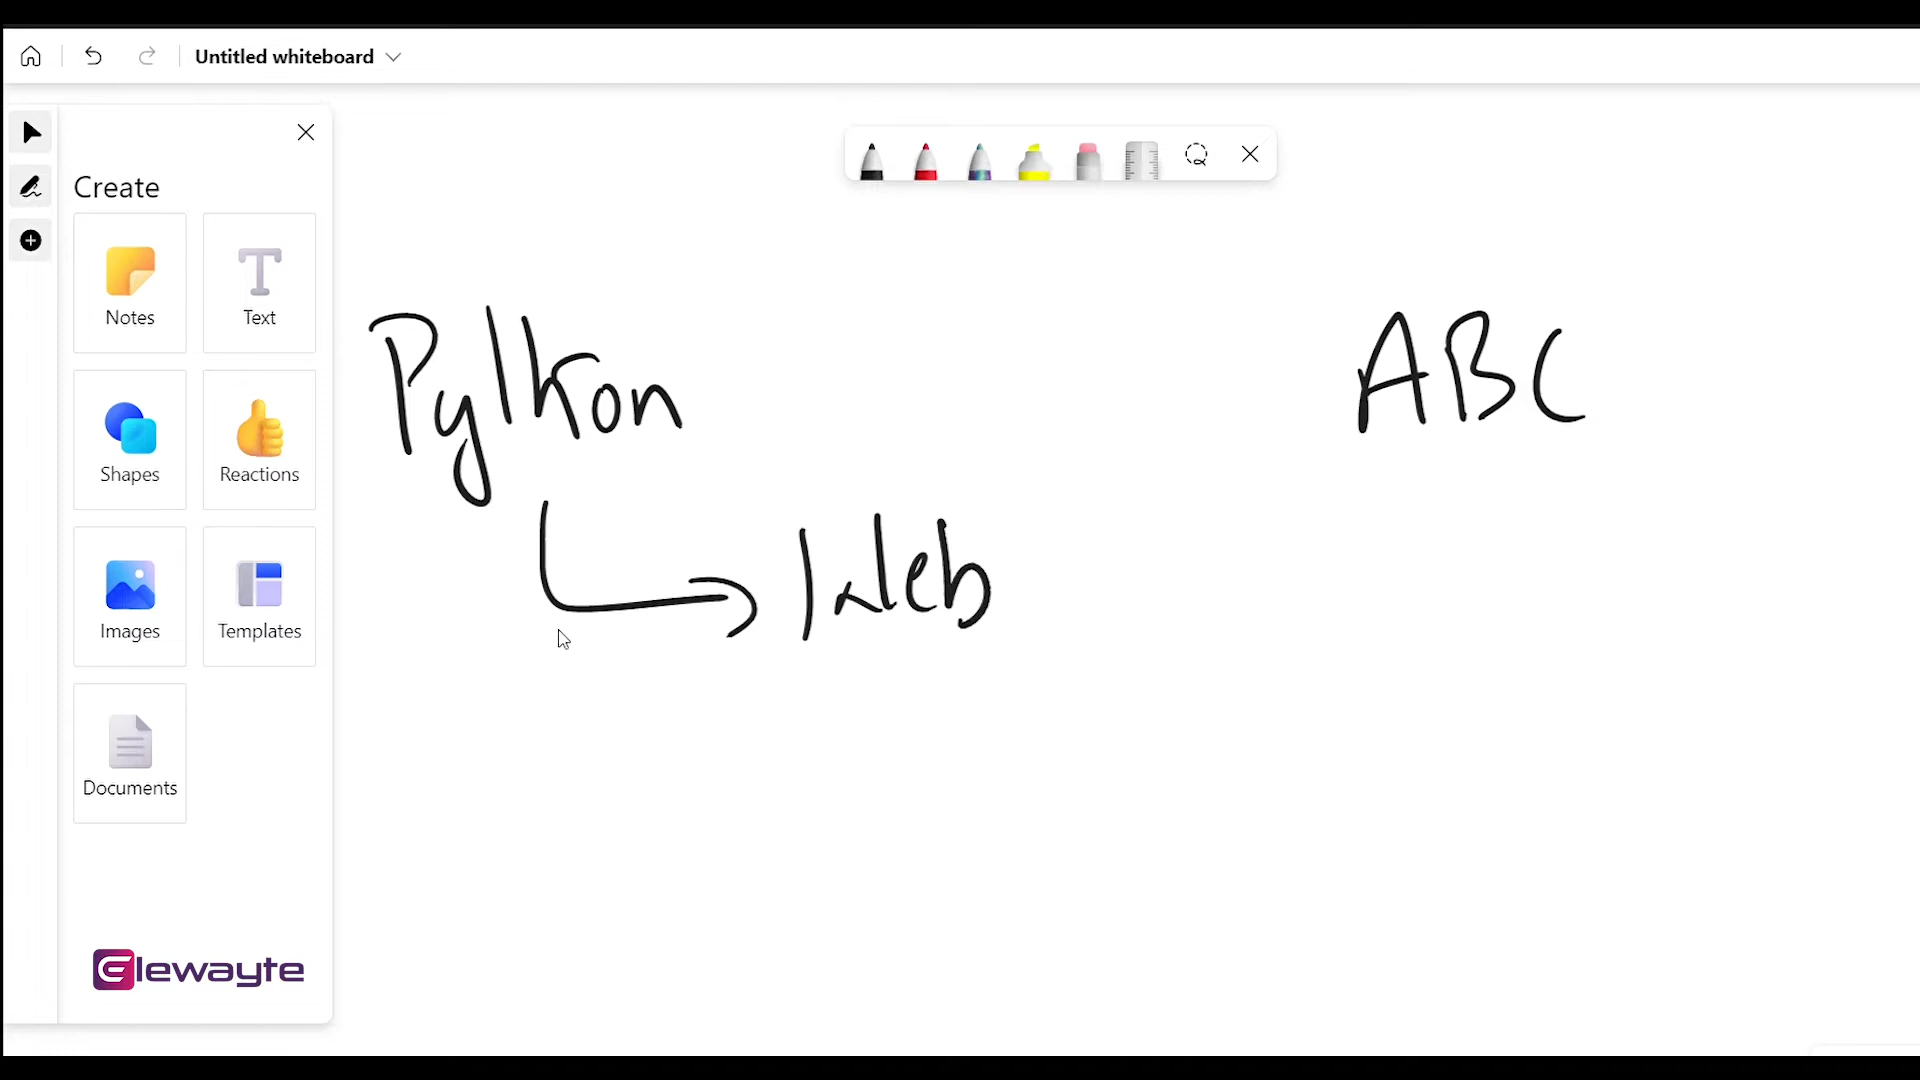 Untitled whiteboard
Create
Notes
Text
Shapes
Reactions
Images
Templates
Documents
Python
ABC
Web
Glewayte